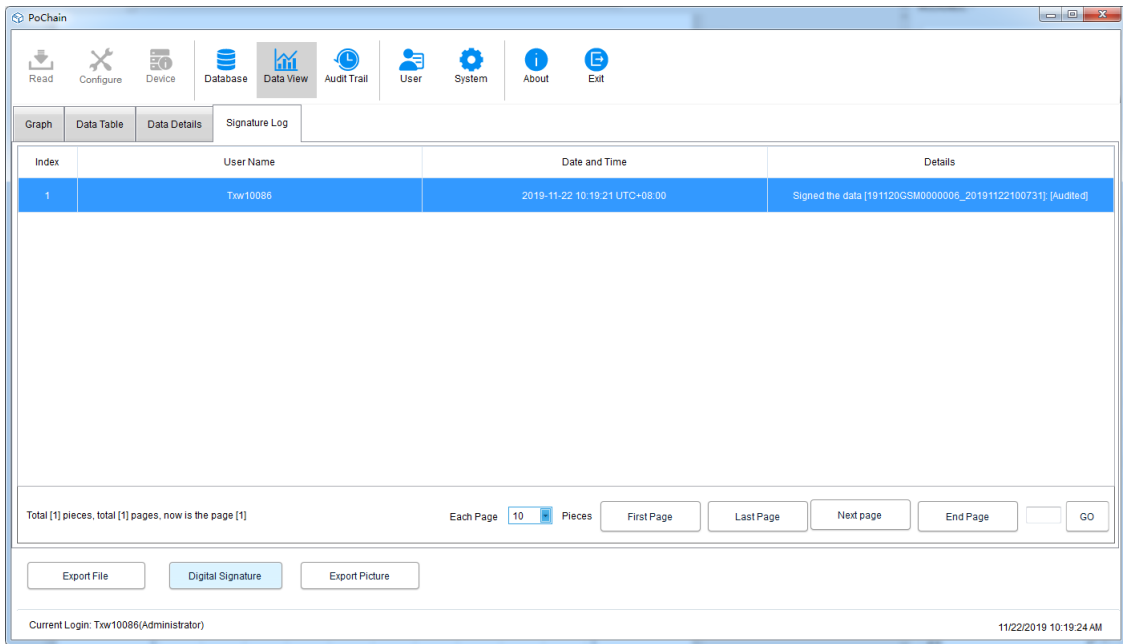 PoChain
Read Configure Device Database Data View Audit Trail User System About Exit
Graph Data Table Data Details Signature Log
Index User Name Date and Time Details
1 Txw10086 2019-11-22 10:19:21 UTC+08:00 Signed the data [191120GSM0000006_20191122100731]: [Audited]
Total [1] pieces, total [1] pages, now is the page [1] Each Page 10 Pieces First Page Last Page Next page End Page GO
Export File Digital Signature Export Picture
Current Login: Txw10086(Administrator) 11/22/2019 10:19:24 AM